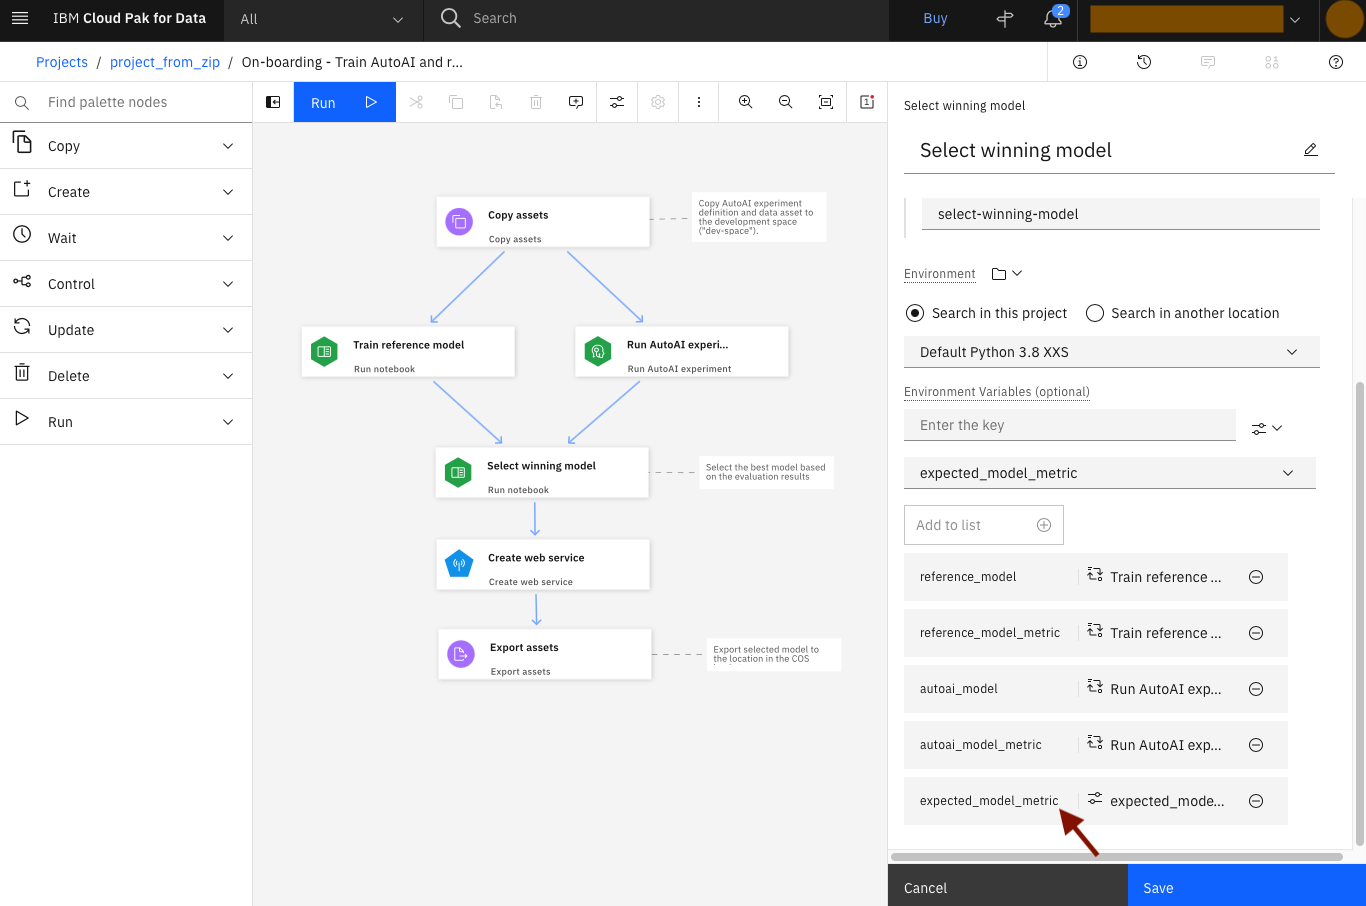 IBM Cloud Pak for Data
All
Search
Buy
2
Projects / project_from_zip / On-boarding - Train AutoAI and r...
Find palette nodes
Run
1
Copy
Create
Wait
Control
Update
Delete
Run
Copy assets
Copy assets
Copy AutoAI experiment
definition and data asset to
the development space
("dev-space").
Train reference model
Run notebook
Run AutoAI experi...
Run AutoAI experiment
Select winning model
Run notebook
Select the best model based
on the evaluation results
Create web service
Create web service
Export assets
Export assets
Export selected model to
the location in the COS
Select winning model
Select winning model
select-winning-model
Environment
Search in this project
Search in another location
Default Python 3.8 XXS
Environment Variables (optional)
Enter the key
expected_model_metric
Add to list
reference_model Train reference ...
reference_model_metric Train reference ...
autoai_model Run AutoAI exp...
autoai_model_metric Run AutoAI exp...
expected_model_metric expected_mode...
Cancel
Save